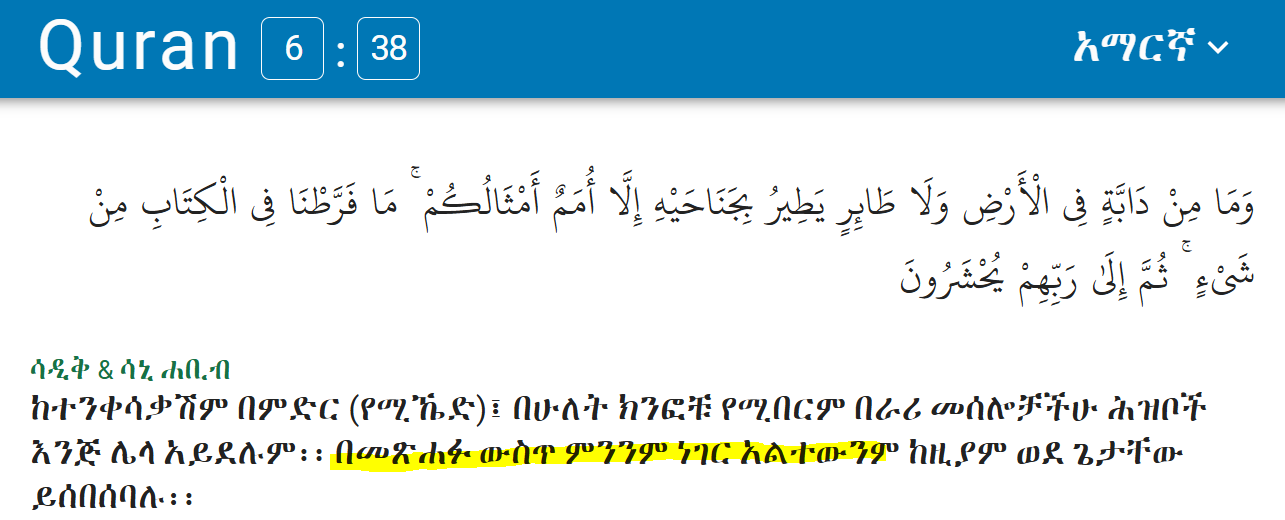 Quran 6 : 38 አማርኛ
وَمَا مِنْ دَابَّةٍ فِى الْأَرْضِ وَلَا طَائِرٍ يَطِيرُ بِجَنَاحَيْهِ إِلَّا أُمَمٌ أَمْثَالُكُمْ ۚ مَا فَرَّطْنَا فِى الْكِتَابِ مِنْ
شَىْءٍ ۚ ثُمَّ إِلَىٰ رَبِّهِمْ يُحْشَرُونَ
ሳዲቅ & ሳኒ ሐቢብ
ከተንቀሳቃሽም በምድር (የሚኼድ)፤ በሁለት ክንፎቹ የሚበርም በራሪ መሰሎቻችሁ ሕዝቦች
እንጅ ሌላ አይደሉም፡፡ በመጽሐፉ ውስጥ ምንንም ነገር አልተውንም ከዚያም ወደ ጌታቸው
ይሰበሰባሉ፡፡